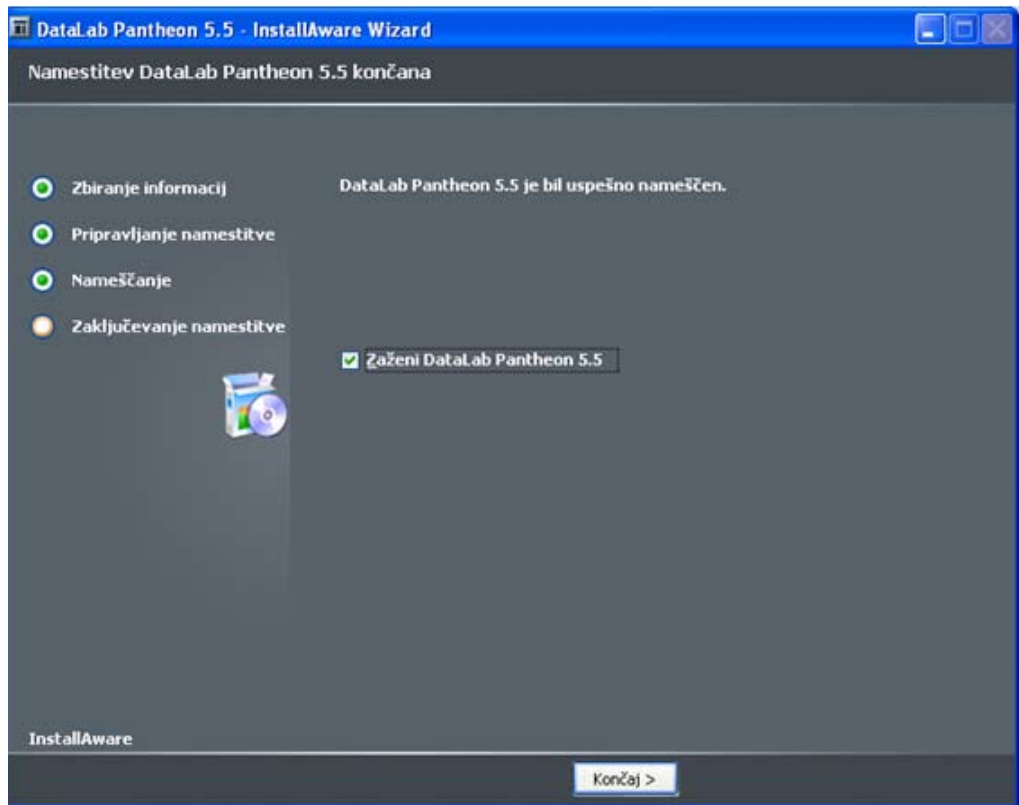 DataLab Pantheon 5.5 - InstallAware Wizard
Namestitev DataLab Pantheon 5.5 končana
Zbiranje informacij
DataLab Pantheon 5.5 je bil uspešno nameščen.
Pripravljanje namestitve
Nameščanje
Zaključevanje namestitve
Zaženi DataLab Pantheon 5.5
InstallAware
Končaj >